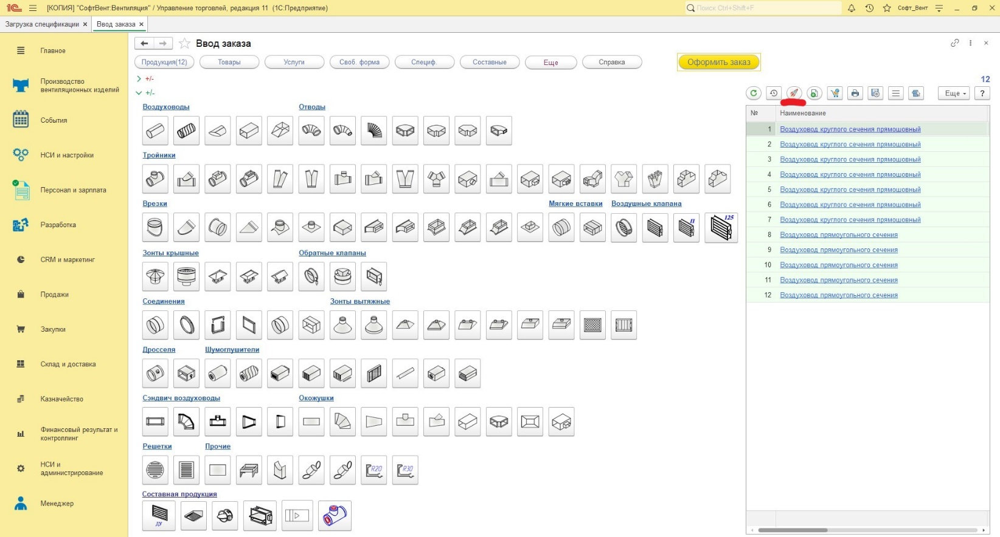 1С [КОПИЯ] "СофтВент:Вентиляция" / Управление торговлей, редакция 11 (1С:Предприятие)
Поиск Ctrl+Shift+F
Софт_Вент
Загрузка спецификации ×
Ввод заказа ×
Главное
Производство
вентиляционных изделий
События
НСИ и настройки
Персонал и зарплата
Разработка
CRM и маркетинг
Продажи
Закупки
Склад и доставка
Казначейство
Финансовый результат и
контроллинг
НСИ и
администрирование
Менеджер
Ввод заказа
Продукция(12)
Товары
Услуги
Своб. форма
Специф.
Составные
Еще
Справка
Оформить заказ
+/-
+/-
Воздуховоды
Отводы
Тройники
Врезки
Мягкие вставки
Воздушные клапана
П
125
Зонты крышные
Обратные клапаны
Соединения
Зонты вытяжные
Дросселя
Шумоглушители
Сэндвич воздуховоды
Окожушки
Решетки
Прочие
R20
R30
Составная продукция
ДУ
12
Еще
?
№ Наименование
1 Воздуховод круглого сечения прямошовный
2 Воздуховод круглого сечения прямошовный
3 Воздуховод круглого сечения прямошовный
4 Воздуховод круглого сечения прямошовный
5 Воздуховод круглого сечения прямошовный
6 Воздуховод круглого сечения прямошовный
7 Воздуховод круглого сечения прямошовный
8 Воздуховод прямоугольного сечения
9 Воздуховод прямоугольного сечения
10 Воздуховод прямоугольного сечения
11 Воздуховод прямоугольного сечения
12 Воздуховод прямоугольного сечения